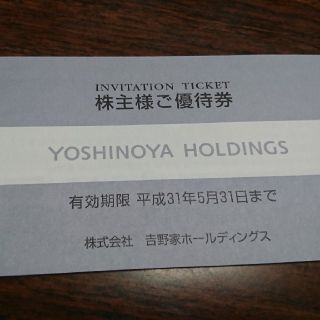 INVITATION TICKET
株主様ご優待券
YOSHINOYA HOLDINGS
有効期限 平成31年5月31日まで
株式会社 吉野家ホールディングス